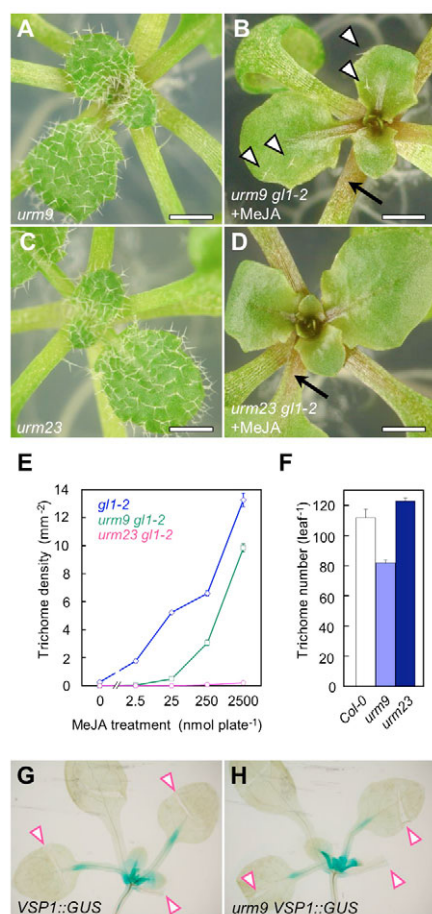 A
urm9
B
urm9 gl1-2
+MeJA
C
urm23
D
urm23 gl1-2
+MeJA
E
Trichome density (mm-2)
14
12
10
8
6
4
2
0
gl1-2
urm9 gl1-2
urm23 gl1-2
0 2.5 25 250 2500
MeJA treatment (nmol plate-1)
F
Trichome number (leaf-1)
120
100
80
60
40
20
0
Col-0
urm9
urm23
G
VSP1::GUS
H
urm9 VSP1::GUS